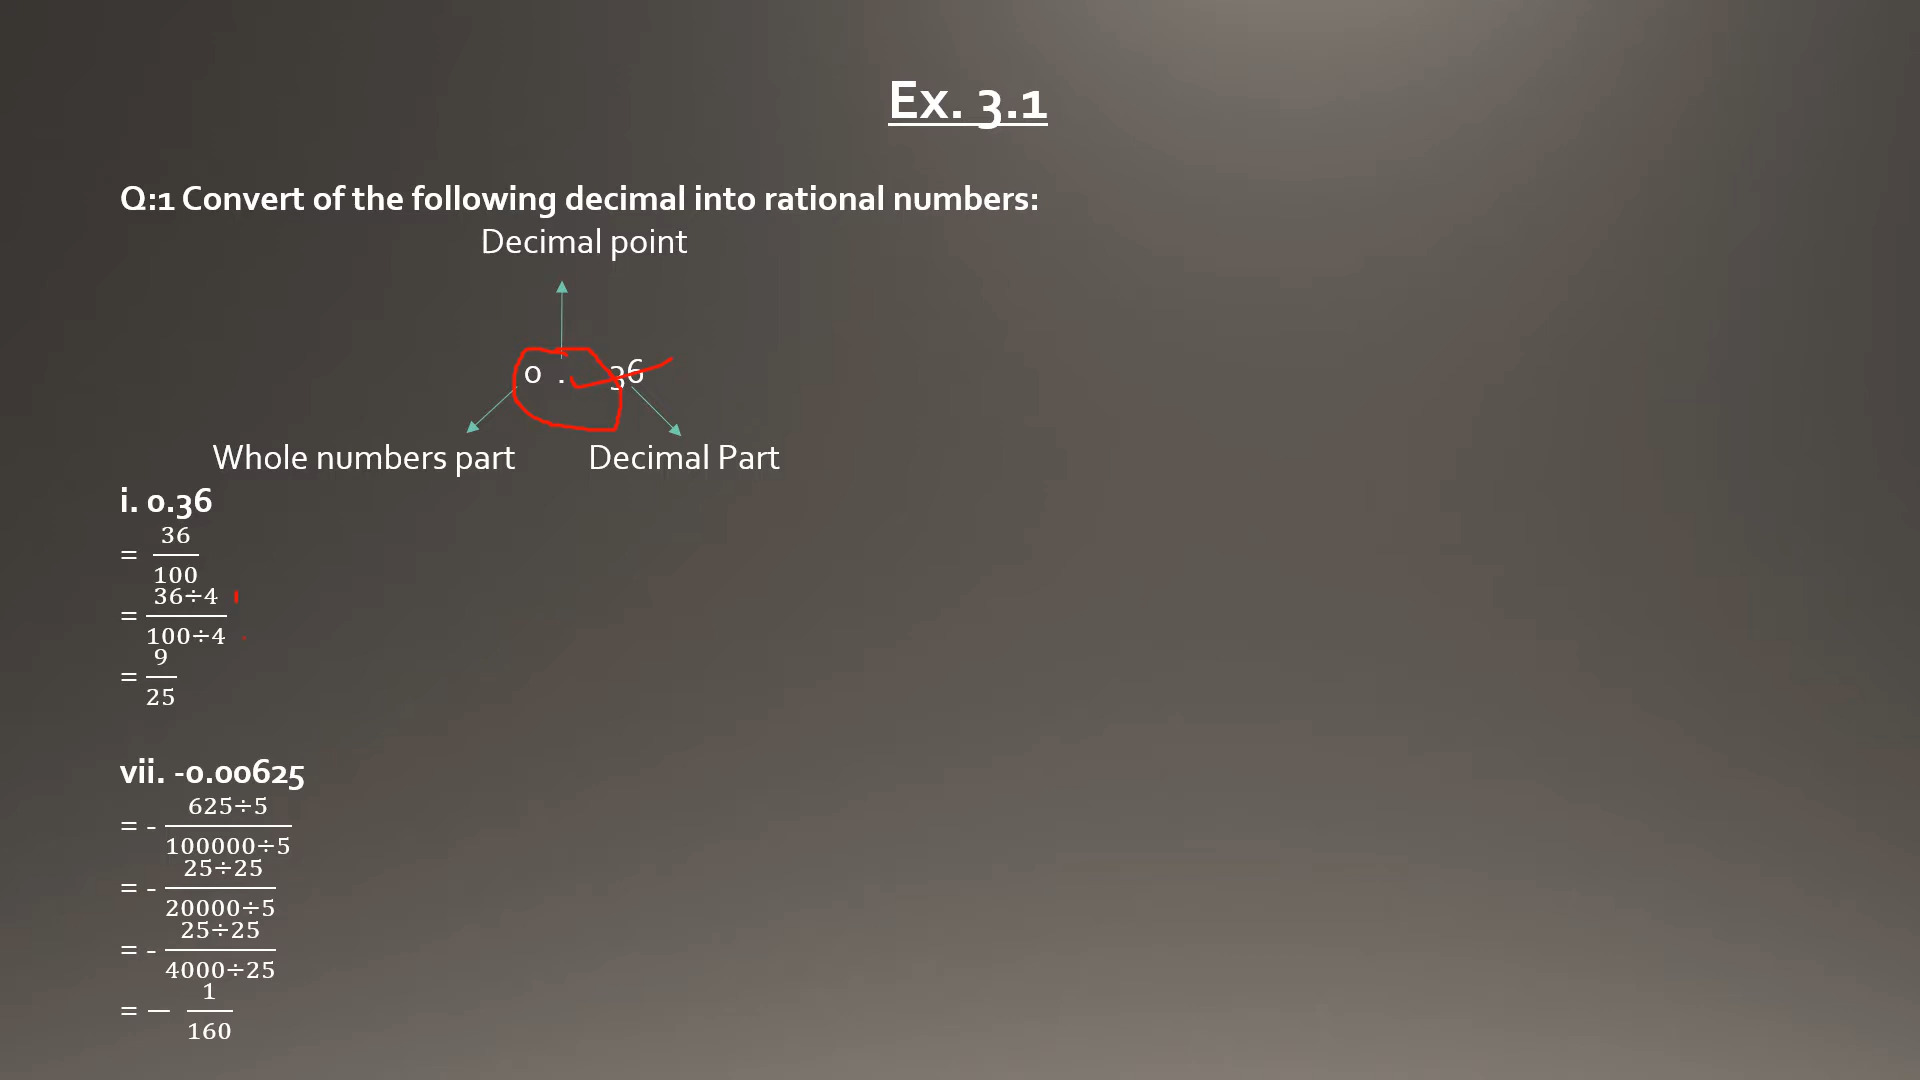 Ex. 3.1
Q:1 Convert of the following decimal into rational numbers:
Decimal point
0 . 36
Whole numbers part Decimal Part
i. 0.36
= 36/100
= 36÷4/100÷4
= 9/25
vii. -0.00625
= - 625÷5/100000÷5
= - 25÷25/20000÷5
= - 25÷25/4000÷25
= — 1/160